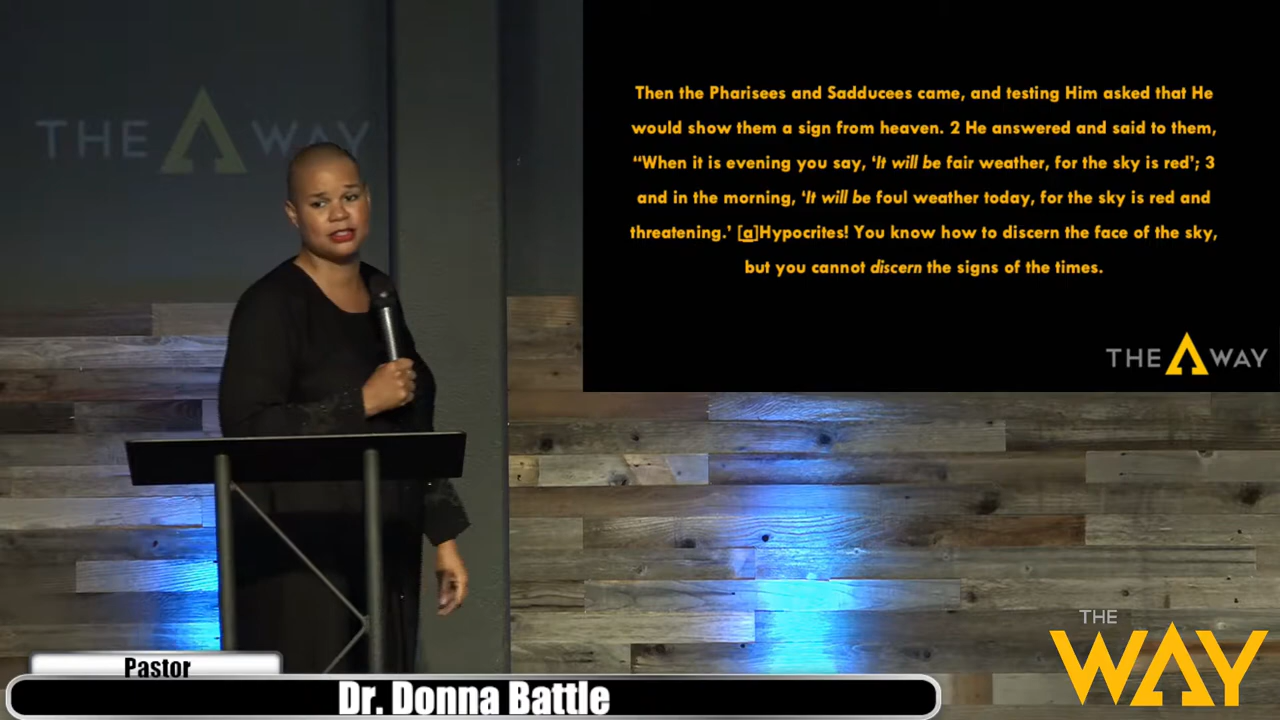 THE WAY
Then the Pharisees and Sadducees came, and testing Him asked that He
would show them a sign from heaven. 2 He answered and said to them,
“When it is evening you say, ‘It will be fair weather, for the sky is red’; 3
and in the morning, ‘It will be foul weather today, for the sky is red and
threatening.’ [a]Hypocrites! You know how to discern the face of the sky,
but you cannot discern the signs of the times.
THE WAY
THE
WAY
Pastor
Dr. Donna Battle